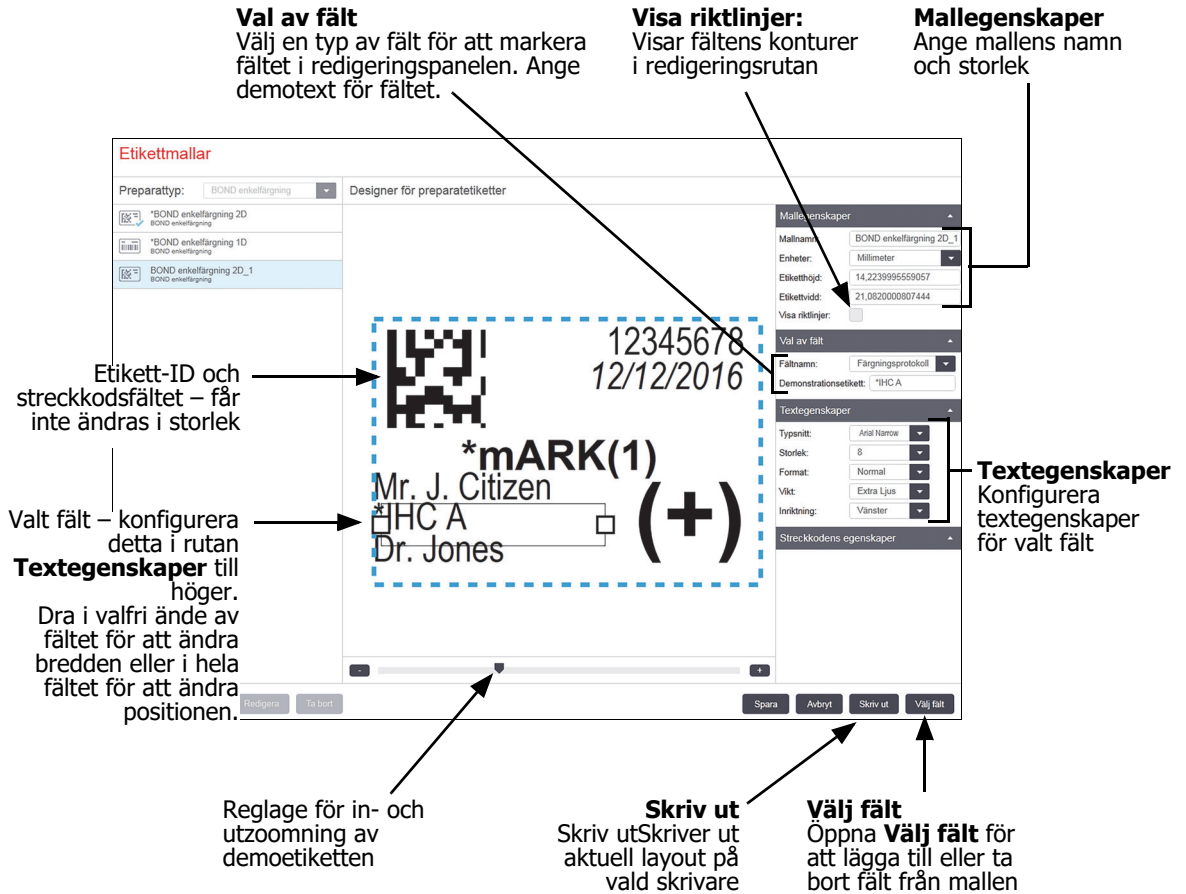 Val av fält
Välj en typ av fält för att markera
fältet i redigeringspanelen. Ange
demotext för fältet.
Visa riktlinjer:
Visar fältens konturer
i redigeringsrutan
Mallegenskaper
Ange mallens namn
och storlek
Etikettmallar
Preparattyp: BOND enkelfärgning
Designer för preparatetiketter
*BOND enkelfärgning 2D
BOND enkelfärgning
*BOND enkelfärgning 1D
BOND enkelfärgning
BOND enkelfärgning 2D_1
BOND enkelfärgning
Mallegenskaper
Mallnamn: BOND enkelfärgning 2D_1
Enheter: Millimeter
Etiketthöjd: 14,2239995559057
Etikettvidd: 21,0820000807444
Visa riktlinjer:
Val av fält
Fältnamn: Färgningsprotokoll
Demonstrationsetikett: *IHC A
Textegenskaper
Typsnitt: Arial Narrow
Storlek: 8
Format: Normal
Vikt: Extra Ljus
Inriktning: Vänster
Streckkodens egenskaper
12345678
12/12/2016
*mARK(1)
Mr. J. Citizen
*IHC A
Dr. Jones
(+)
Etikett-ID och
streckkodsfältet – får
inte ändras i storlek
Valt fält – konfigurera
detta i rutan
Textegenskaper till
höger.
Dra i valfri ände av
fältet för att ändra
bredden eller i hela
fältet för att ändra
positionen.
Textegenskaper
Konfigurera
textegenskaper
för valt fält
- +
Redigera Ta bort
Spara Avbryt Skriv ut Välj fält
Reglage för in- och
utzoomning av
demoetiketten
Skriv ut
Skriv utSkriver ut
aktuell layout på
vald skrivare
Välj fält
Öppna Välj fält för
att lägga till eller ta
bort fält från mallen